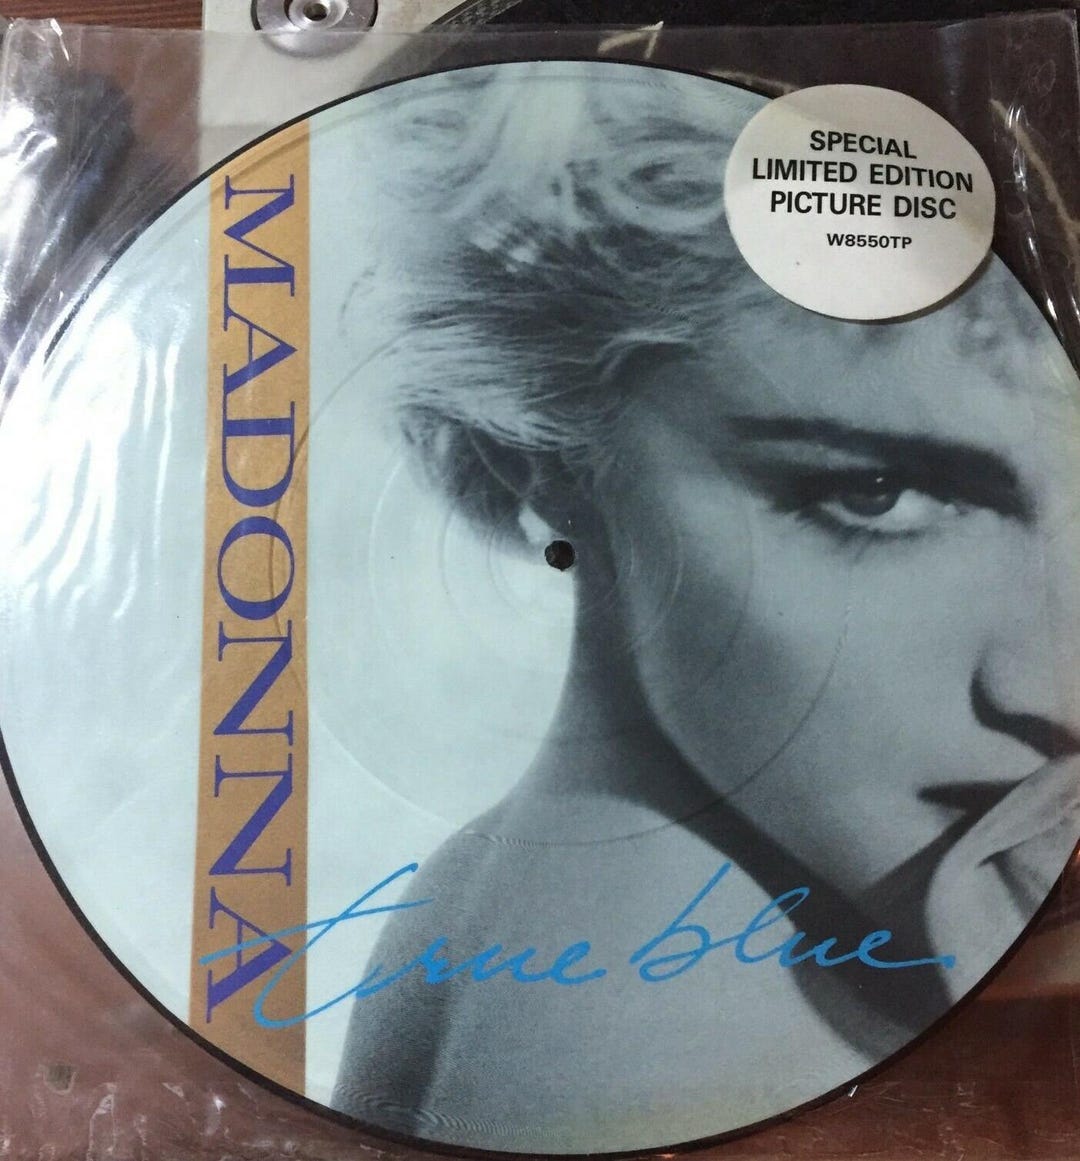 SPECIAL
LIMITED EDITION
PICTURE DISC
W8550TP
MADONNA
true blue